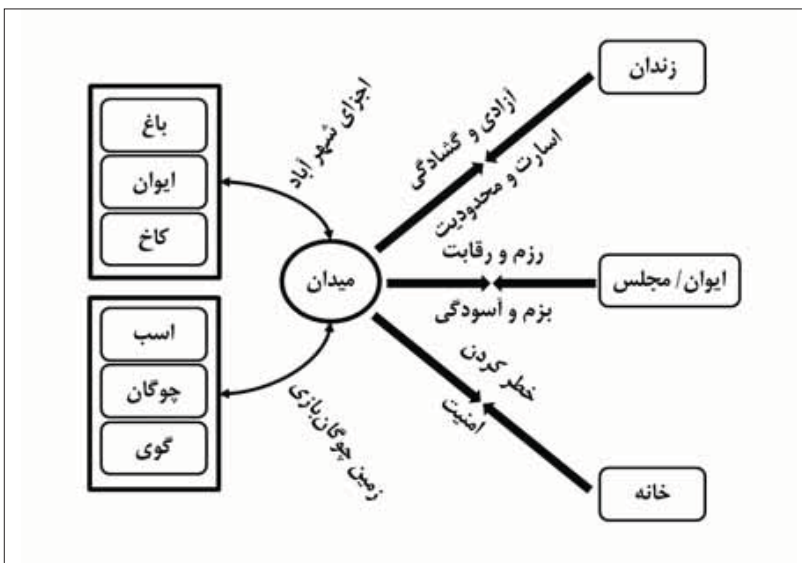 زندان
آزادی و گشادگی
اسارت و محدودیت
ایوان/ مجلس
رزم و رقابت
بزم و آسودگی
خانه
خطر کردن
امنیت
میدان
اجزای شهر آباد
باغ
ایوان
کاخ
زمین چوگان‌بازی
اسب
چوگان
گوی